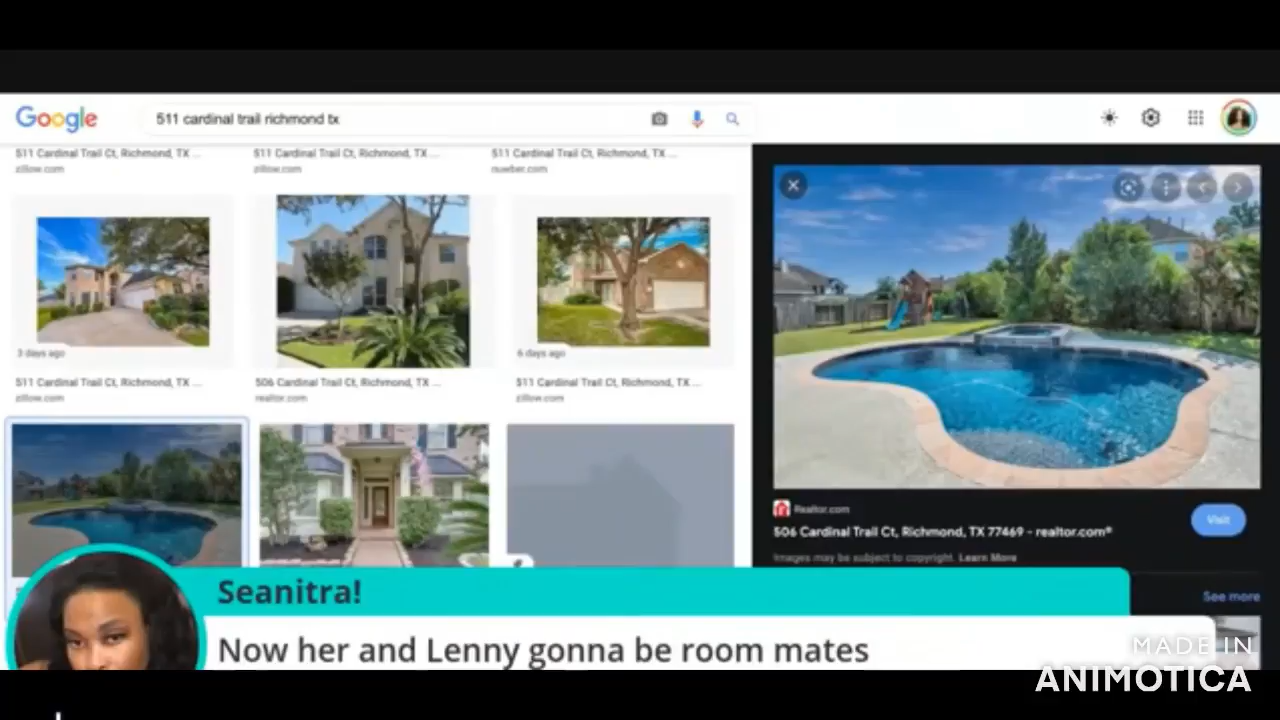 Google
511 cardinal trail richmond tx
511 Cardinal Trail Ct, Richmond, TX ...
zillow.com
511 Cardinal Trail Ct, Richmond, TX ...
zillow.com
511 Cardinal Trail Ct, Richmond, TX ...
nuwber.com
3 days ago
511 Cardinal Trail Ct, Richmond, TX ...
zillow.com
506 Cardinal Trail Ct, Richmond, TX ...
realtor.com
6 days ago
511 Cardinal Trail Ct, Richmond, TX ...
zillow.com
Realtor.com
506 Cardinal Trail Ct, Richmond, TX 77469 - realtor.com®
Visit
Images may be subject to copyright. Learn More
See more
Seanitra!
Now her and Lenny gonna be room mates
MADE IN
ANIMOTICA